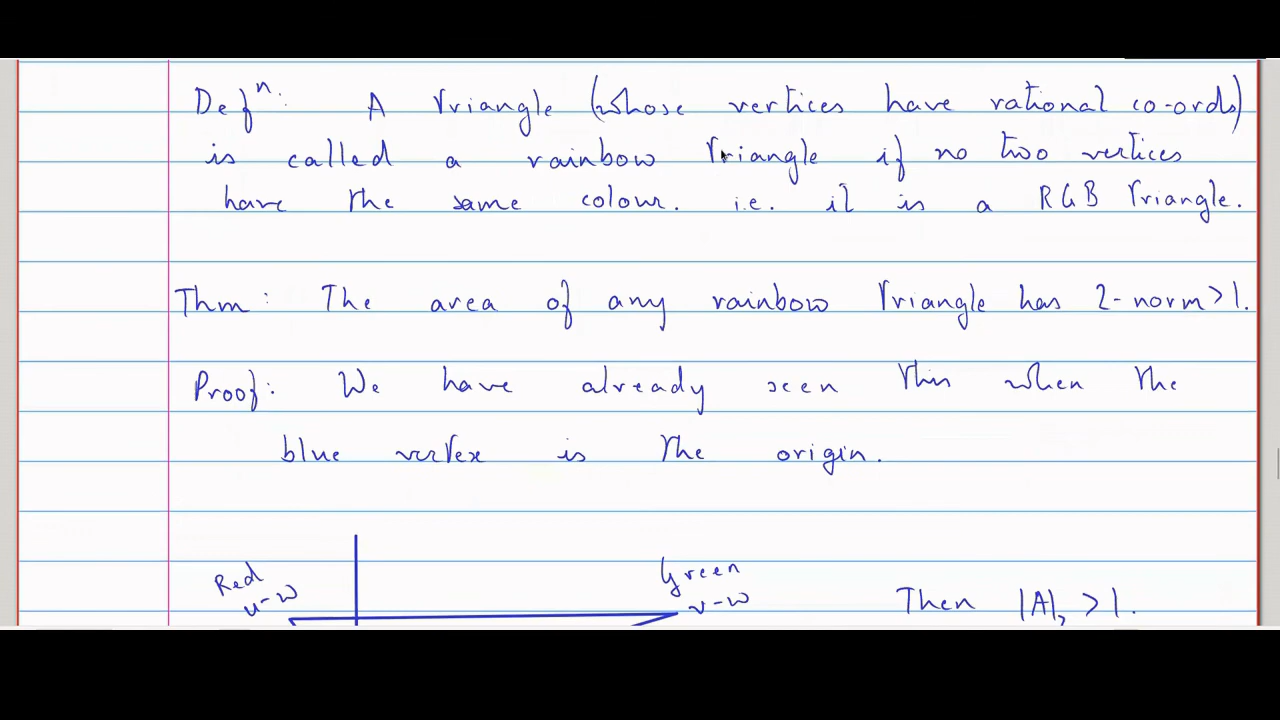 Defⁿ: A triangle (whose vertices have rational co-ords)
is called a rainbow triangle if no two vertices
have the same colour. i.e. it is a RGB triangle.
Thm: The area of any rainbow triangle has 2-norm > 1.
Proof: We have already seen this when the
blue vertex is the origin.
Red
u-w
Green
v-w
Then |A|₂ > 1.